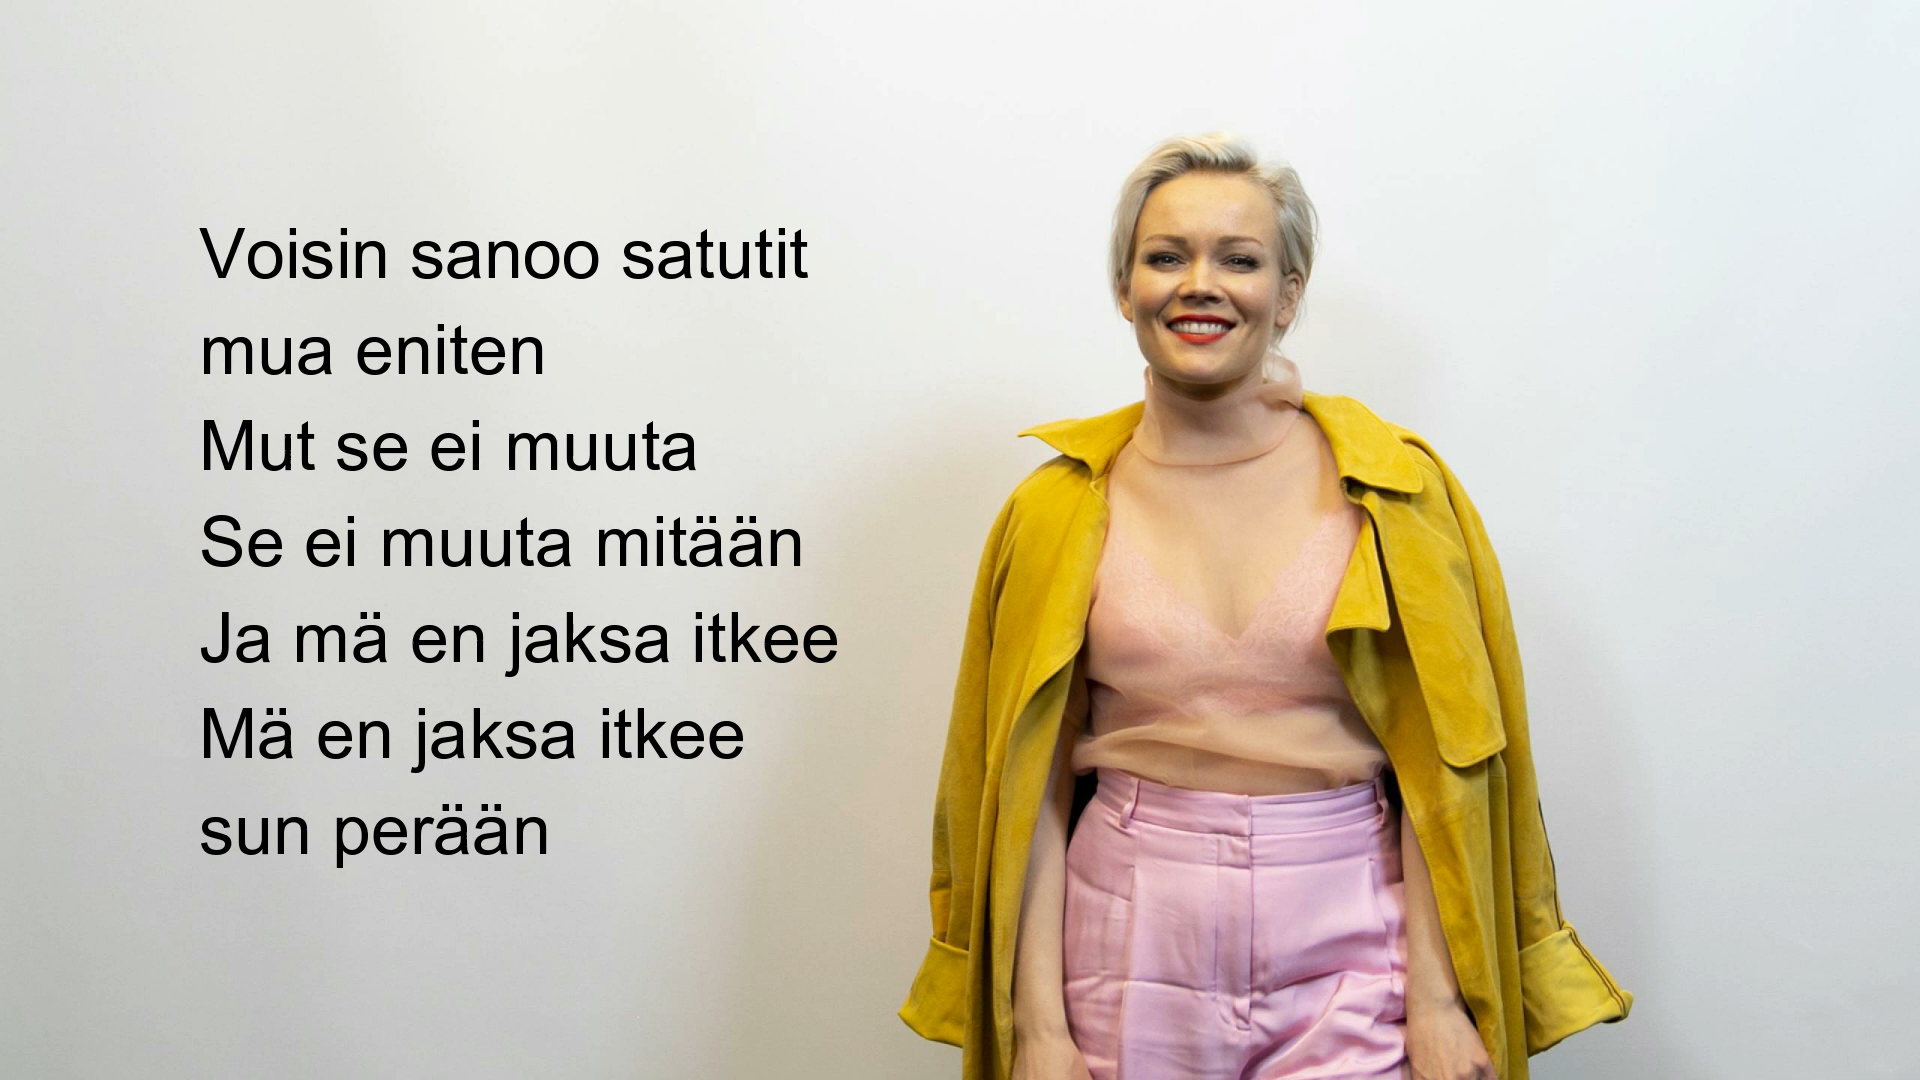 Voisin sanoo satutit
mua eniten
Mut se ei muuta
Se ei muuta mitään
Ja mä en jaksa itkee
Mä en jaksa itkee
sun perään